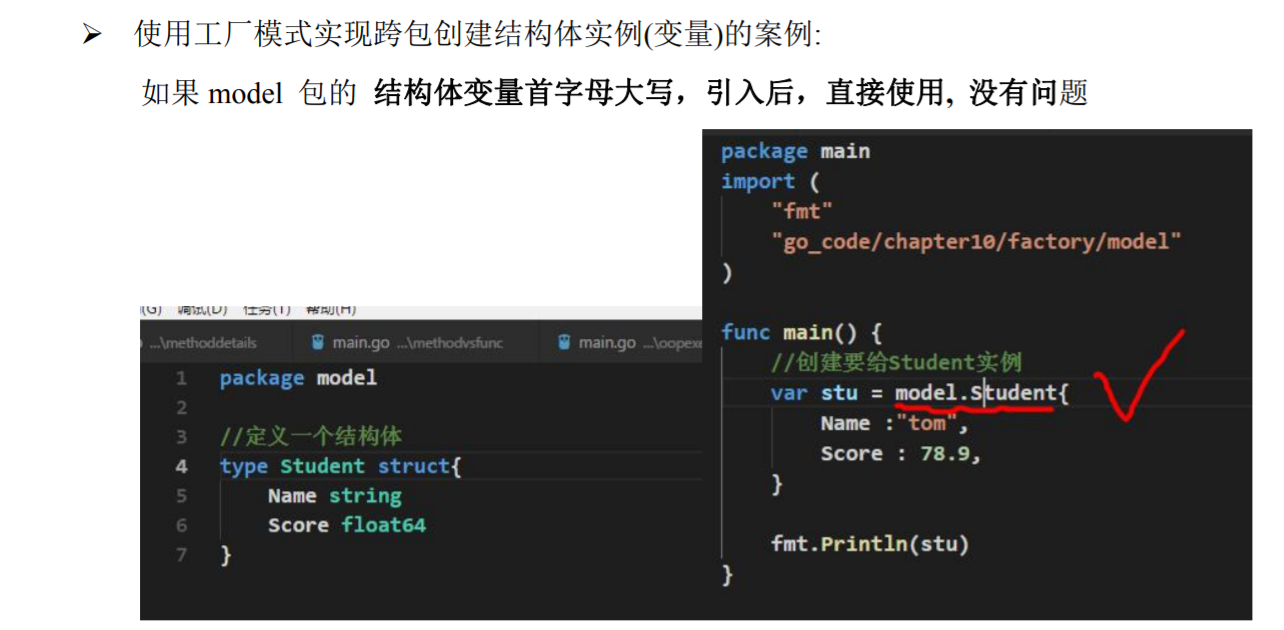 ➢ 使用工厂模式实现跨包创建结构体实例(变量)的案例:
如果 model 包的 结构体变量首字母大写，引入后，直接使用, 没有问题
package main
import (
"fmt"
"go_code/chapter10/factory/model"
)
func main() {
//创建要给Student实例
var stu = model.Student{
Name :"tom",
Score : 78.9,
}
fmt.Println(stu)
}
(G) 调试(D) 任务(T) 帮助(H)
...\methoddetails main.go ...\methodvsfunc main.go ...\oopexe
1 package model
2
3 //定义一个结构体
4 type Student struct{
5 Name string
6 Score float64
7 }